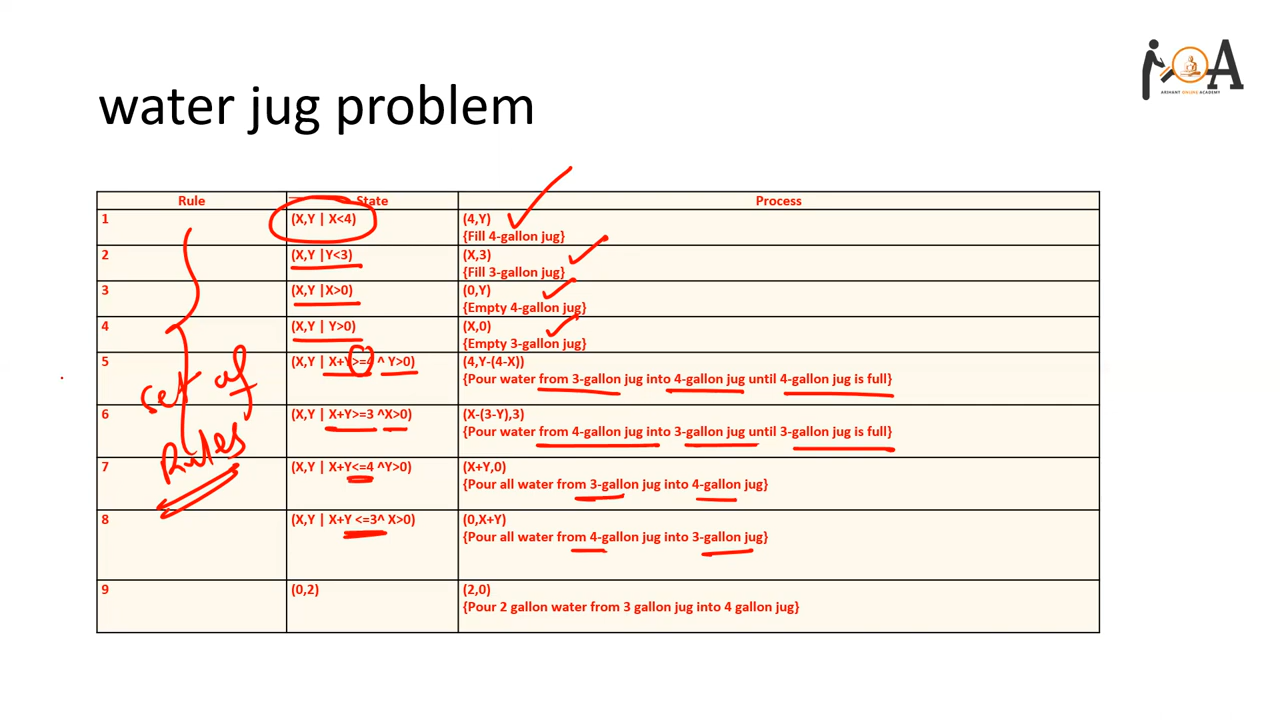 ARIHANT ONLINE ACADEMY
water jug problem
Rule State Process
1 (X,Y | X<4) (4,Y)
{Fill 4-gallon jug}
2 (X,Y |Y<3) (X,3)
{Fill 3-gallon jug}
3 (X,Y |X>0) (0,Y)
{Empty 4-gallon jug}
4 (X,Y | Y>0) (X,0)
{Empty 3-gallon jug}
5 (X,Y | X+Y>=4 ^ Y>0) (4,Y-(4-X))
{Pour water from 3-gallon jug into 4-gallon jug until 4-gallon jug is full}
6 (X,Y | X+Y>=3 ^X>0) (X-(3-Y),3)
{Pour water from 4-gallon jug into 3-gallon jug until 3-gallon jug is full}
7 (X,Y | X+Y<=4 ^Y>0) (X+Y,0)
{Pour all water from 3-gallon jug into 4-gallon jug}
8 (X,Y | X+Y <=3^ X>0) (0,X+Y)
{Pour all water from 4-gallon jug into 3-gallon jug}
9 (0,2) (2,0)
{Pour 2 gallon water from 3 gallon jug into 4 gallon jug}
set of
Rules